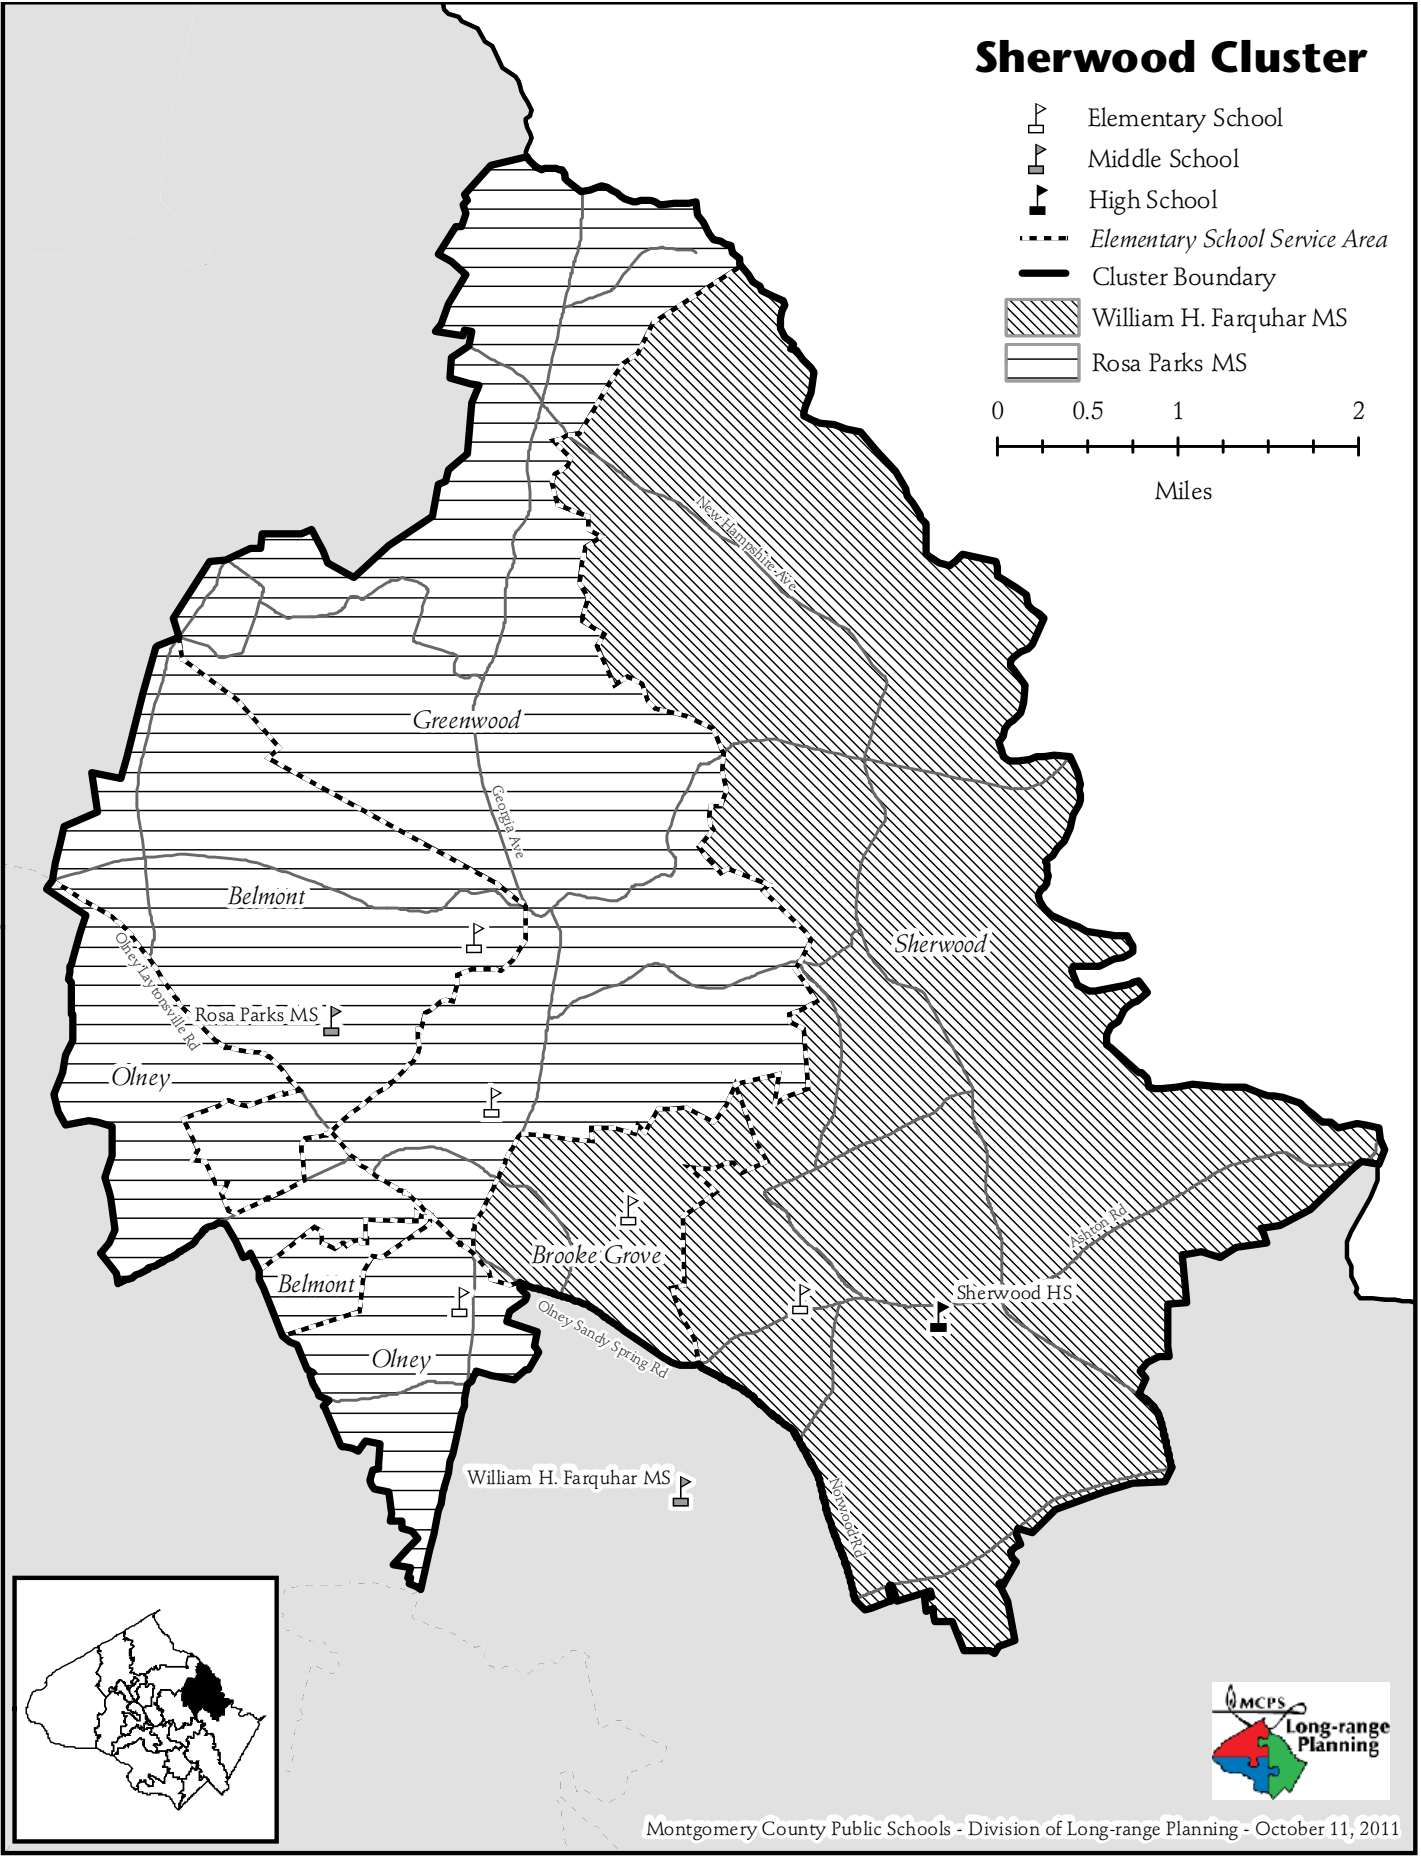 Sherwood Cluster
Elementary School
Middle School
High School
Elementary School Service Area
Cluster Boundary
William H. Farquhar MS
Rosa Parks MS
0 0.5 1 2
Miles
New Hampshire Ave
Greenwood
Georgia Ave
Belmont
Sherwood
Olney Laytonsville Rd
Rosa Parks MS
Olney
Ashton Rd
Brooke Grove
Belmont
Sherwood HS
Olney Sandy Spring Rd
Olney
William H. Farquhar MS
Norwood Rd
MCPS
Long-range
Planning
Montgomery County Public Schools - Division of Long-range Planning - October 11, 2011